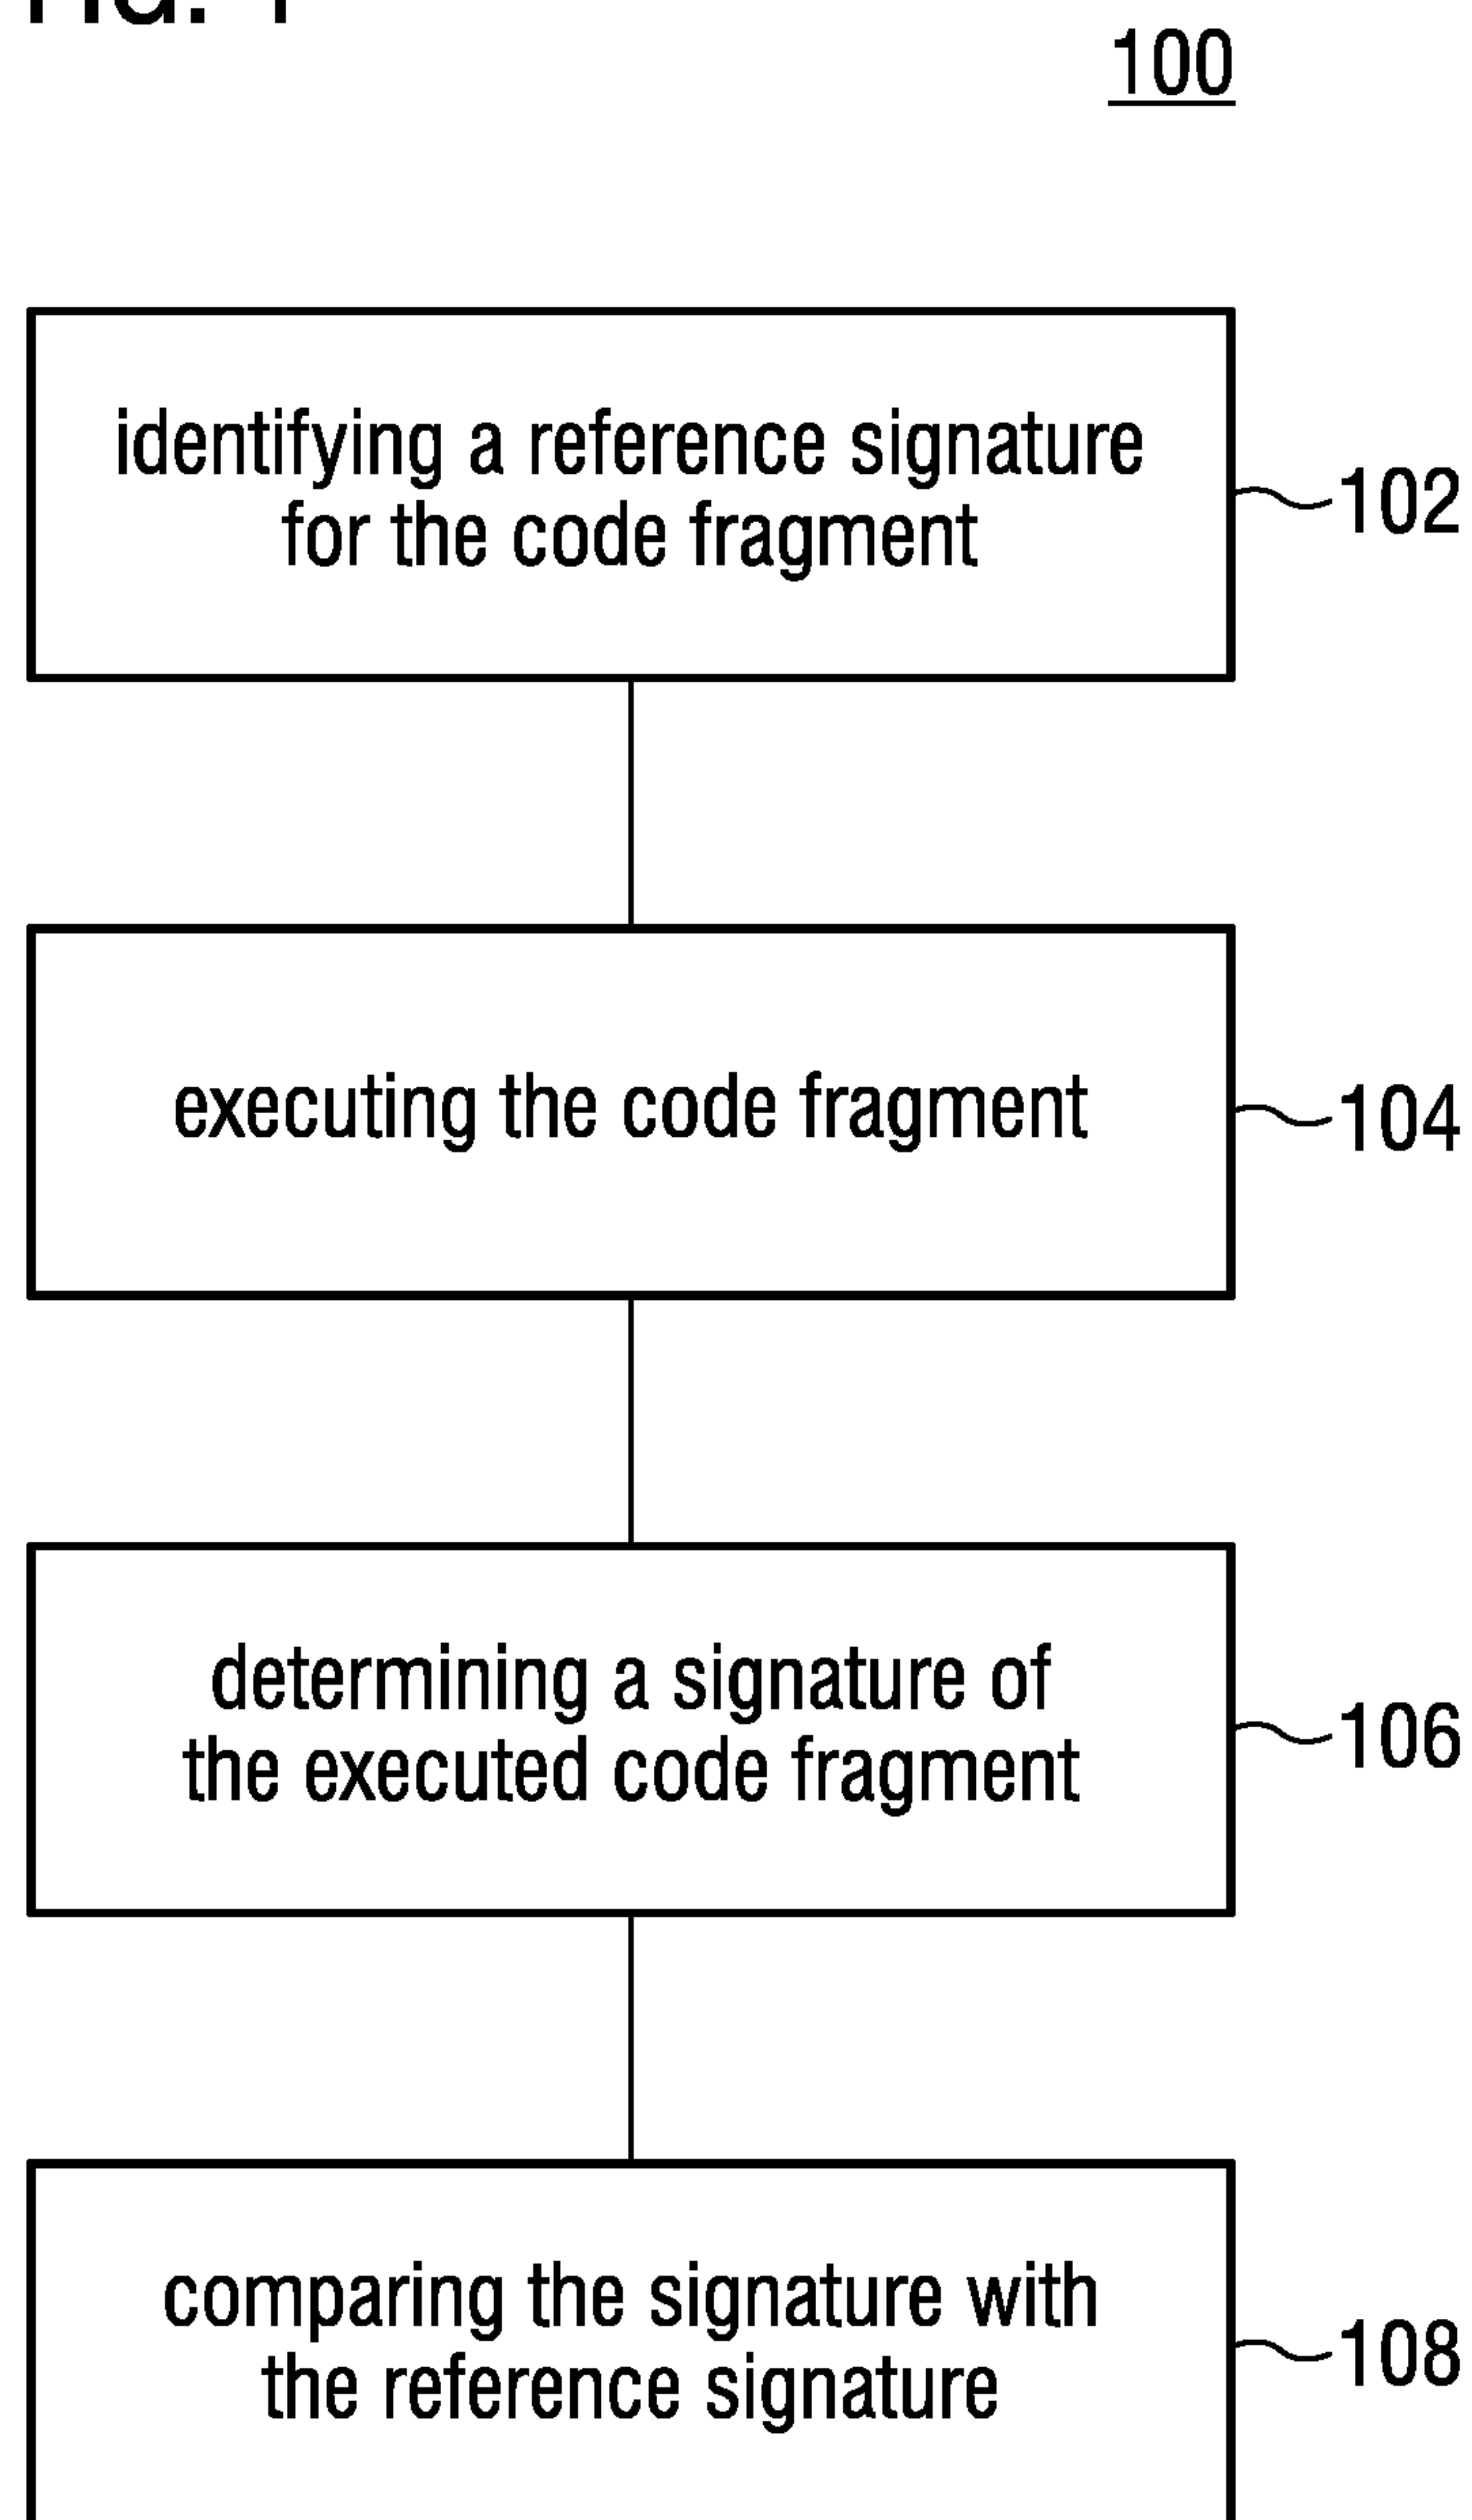 100
identifying a reference signature
for the code fragment
102
executing the code fragment
104
determining a signature of
the executed code fragment
106
comparing the signature with
the reference signature
108